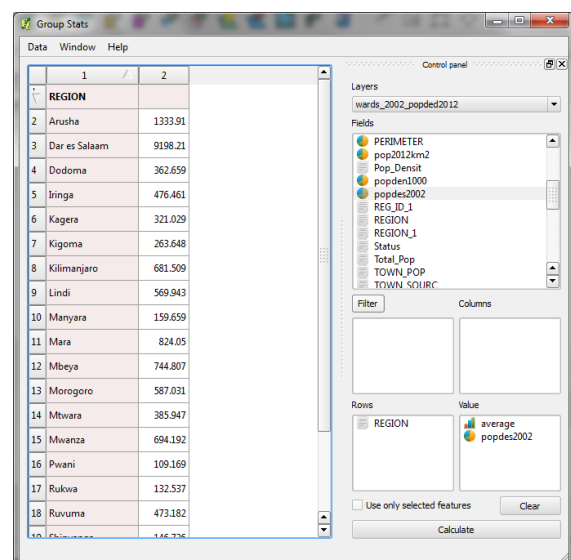 Group Stats
Data Window Help
1 2
REGION
2 Arusha 1333.91
3 Dar es Salaam 9198.21
4 Dodoma 362.659
5 Iringa 476.461
6 Kagera 321.029
7 Kigoma 263.648
8 Kilimanjaro 681.509
9 Lindi 569.943
10 Manyara 159.659
11 Mara 824.05
12 Mbeya 744.807
13 Morogoro 587.031
14 Mtwara 385.947
15 Mwanza 694.192
16 Pwani 109.169
17 Rukwa 132.537
18 Ruvuma 473.182
Control panel
Layers
wards_2002_popded2012
Fields
PERIMETER
pop2012km2
Pop_Densit
popden1000
popdes2002
REG_ID_1
REGION
REGION_1
Status
Total_Pop
TOWN_POP
TOWN_SOURC
Filter Columns
Rows Value
REGION average
popdes2002
Use only selected features Clear
Calculate